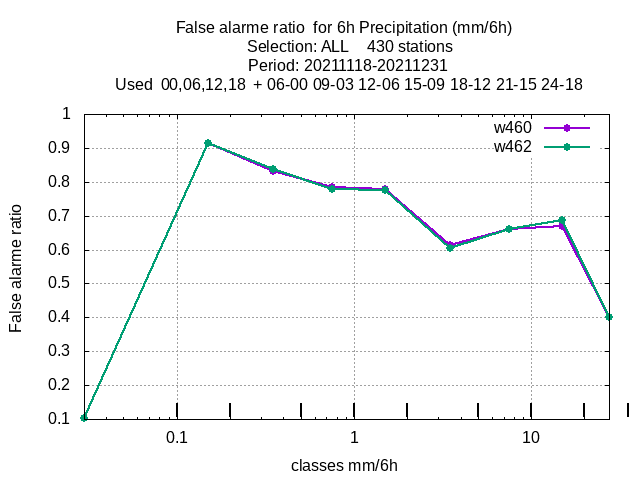 False alarme ratio  for 6h Precipitation (mm/6h)
Selection: ALL    430 stations
Period: 20211118-20211231
Used  00,06,12,18  + 06-00 09-03 12-06 15-09 18-12 21-15 24-18
w460
w462
1
0.9
0.8
0.7
0.6
0.5
0.4
0.3
0.2
0.1
False alarme ratio
0.1 1 10
classes mm/6h